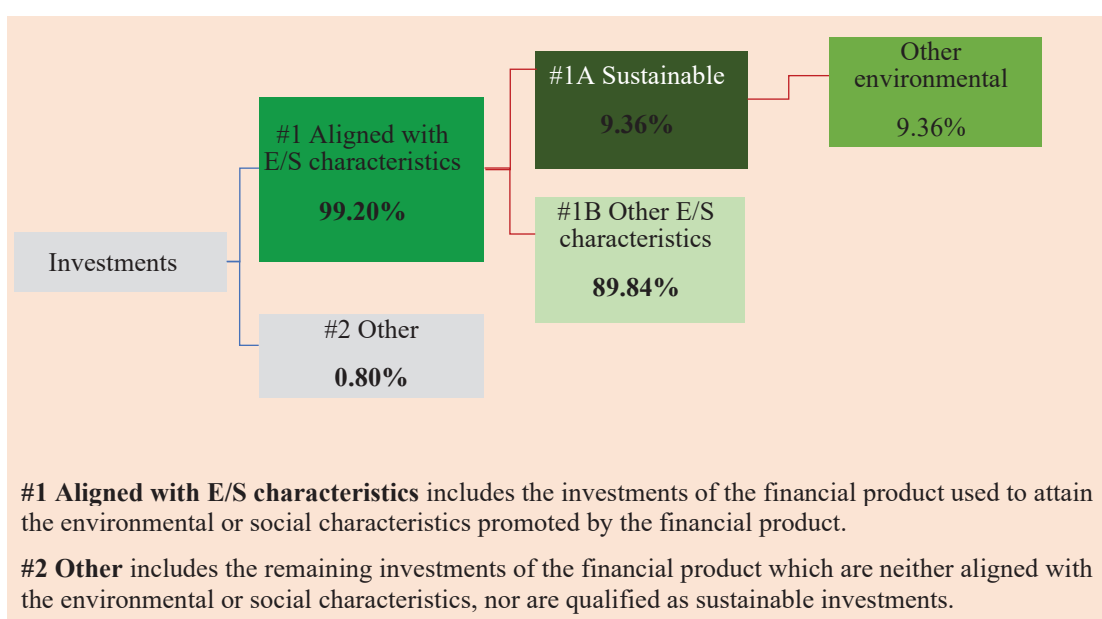 Investments
#1 Aligned with
E/S characteristics
99.20%
#2 Other
0.80%
#1A Sustainable
9.36%
#1B Other E/S
characteristics
89.84%
Other
environmental
9.36%
#1 Aligned with E/S characteristics includes the investments of the financial product used to attain
the environmental or social characteristics promoted by the financial product.
#2 Other includes the remaining investments of the financial product which are neither aligned with
the environmental or social characteristics, nor are qualified as sustainable investments.